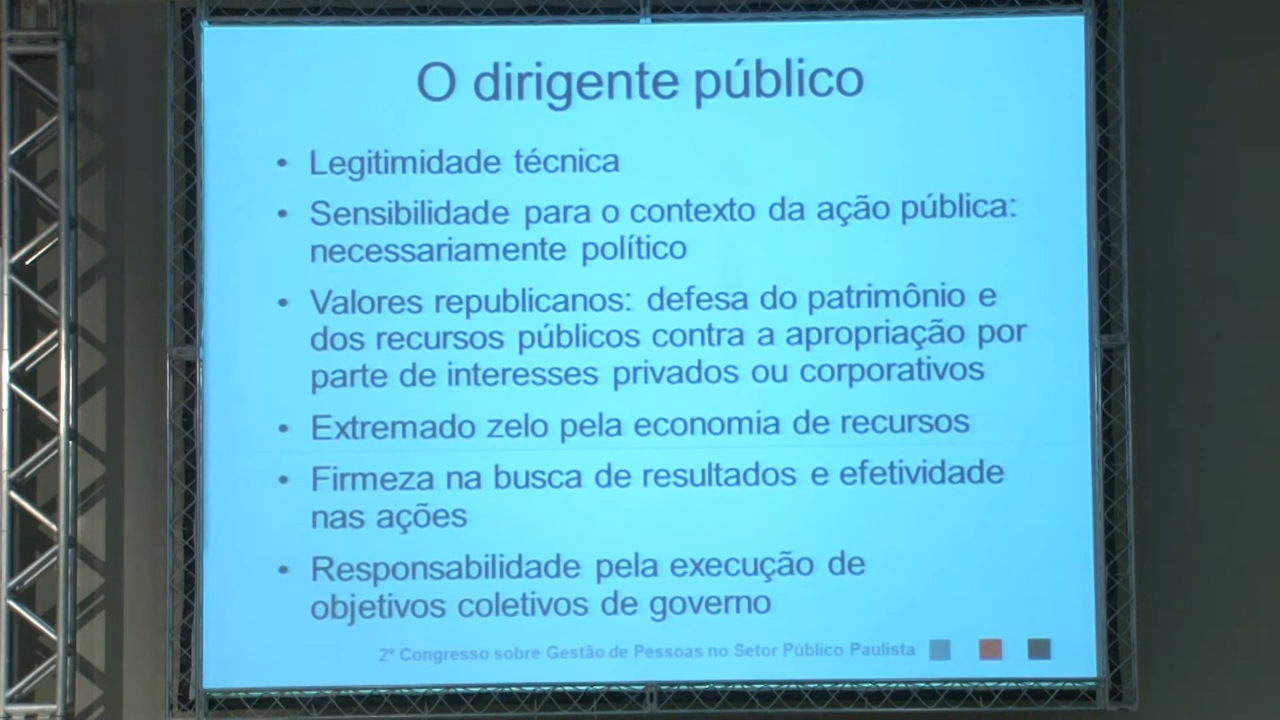 O dirigente público
• Legitimidade técnica
• Sensibilidade para o contexto da ação pública:
necessariamente político
• Valores republicanos: defesa do patrimônio e
dos recursos públicos contra a apropriação por
parte de interesses privados ou corporativos
• Extremado zelo pela economia de recursos
• Firmeza na busca de resultados e efetividade
nas ações
• Responsabilidade pela execução de
objetivos coletivos de governo
2º Congresso sobre Gestão de Pessoas no Setor Público Paulista